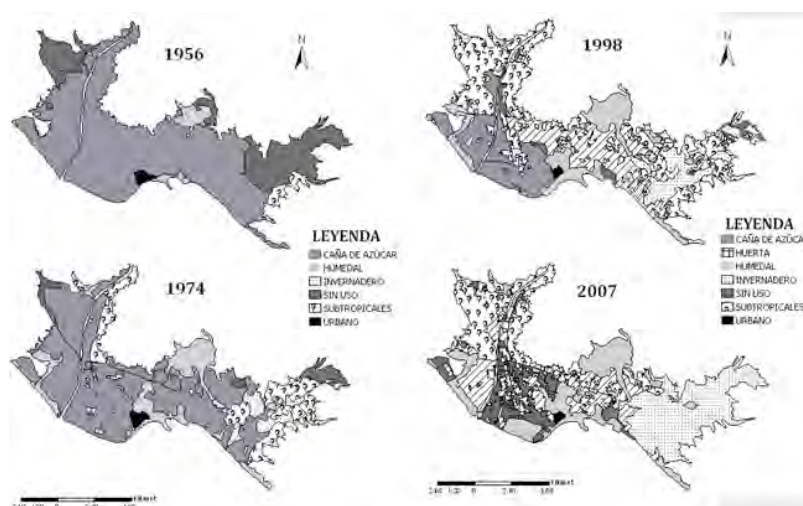 1956
N
LEYENDA
CAÑA DE AZÚCAR
HUMEDAL
INVERNADERO
SIN USO
SUBTROPICALES
URBANO
1974
1998
N
LEYENDA
CAÑA DE AZÚCA
HUERTA
HUMEDAL
INVERNADERO
SIN USO
SUBTROPICALES
URBANO
2007